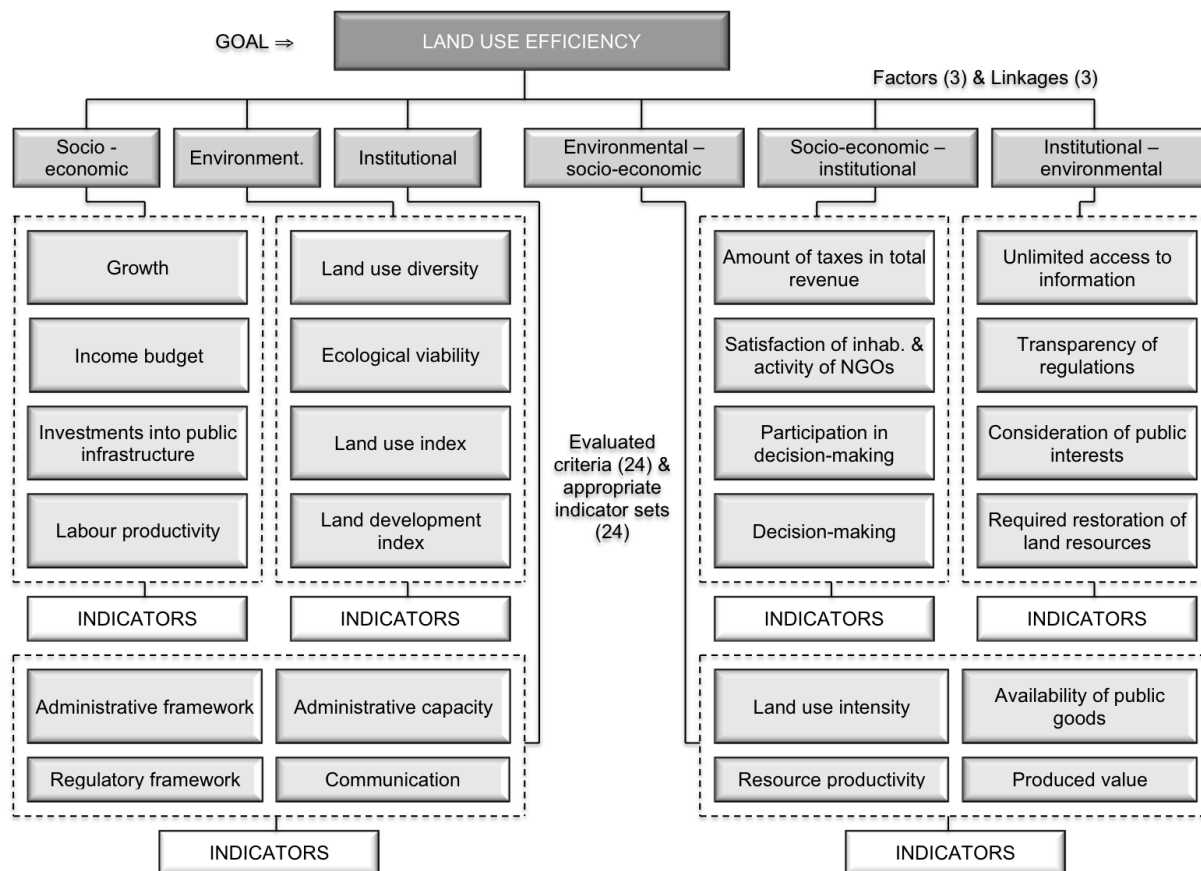 GOAL ⇒
LAND USE EFFICIENCY
Factors (3) & Linkages (3)
Socio -
economic
Environment.
Institutional
Environmental –
socio-economic
Socio-economic –
institutional
Institutional –
environmental
Growth
Income budget
Investments into public
infrastructure
Labour productivity
INDICATORS
Land use diversity
Ecological viability
Land use index
Land development
index
INDICATORS
Administrative framework
Administrative capacity
Regulatory framework
Communication
INDICATORS
Evaluated
criteria (24) &
appropriate
indicator sets
(24)
Amount of taxes in total
revenue
Satisfaction of inhab. &
activity of NGOs
Participation in
decision-making
Decision-making
INDICATORS
Unlimited access to
information
Transparency of
regulations
Consideration of public
interests
Required restoration of
land resources
INDICATORS
Land use intensity
Availability of public
goods
Resource productivity
Produced value
INDICATORS